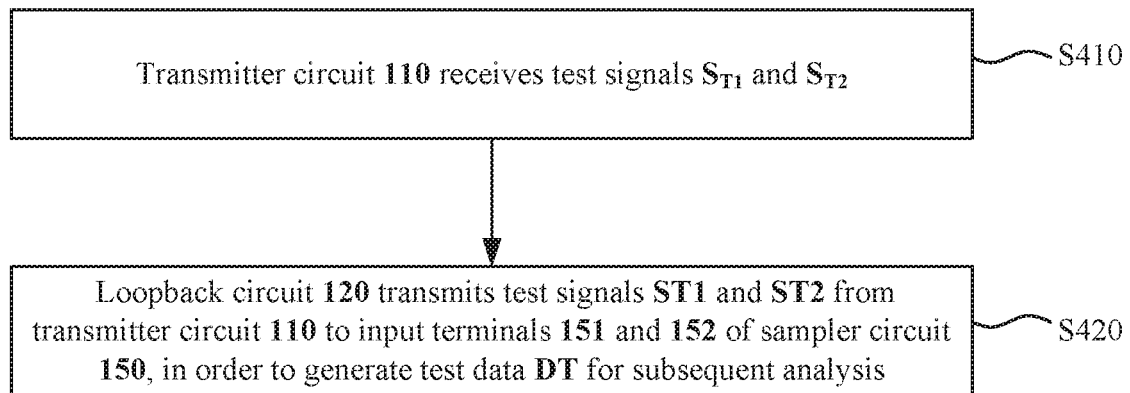 Transmitter circuit 110 receives test signals S_T1 and S_T2
S410
Loopback circuit 120 transmits test signals ST1 and ST2 from
transmitter circuit 110 to input terminals 151 and 152 of sampler circuit
150, in order to generate test data DT for subsequent analysis
S420